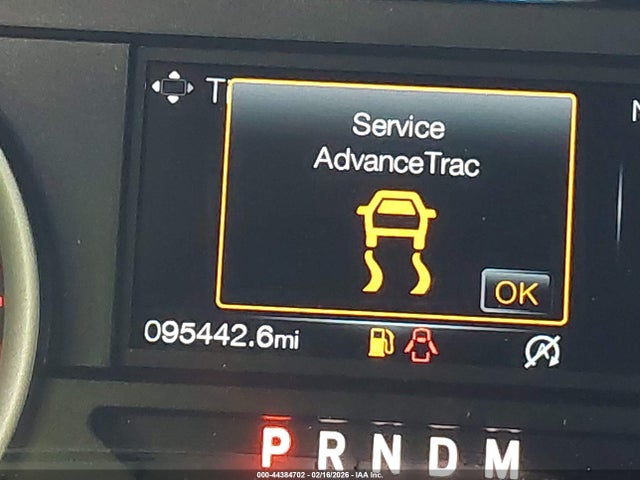 T
Service
AdvanceTrac
OK
095442.6mi
P R N D M
000-44384702 - 02/16/2026 - IAA Inc.